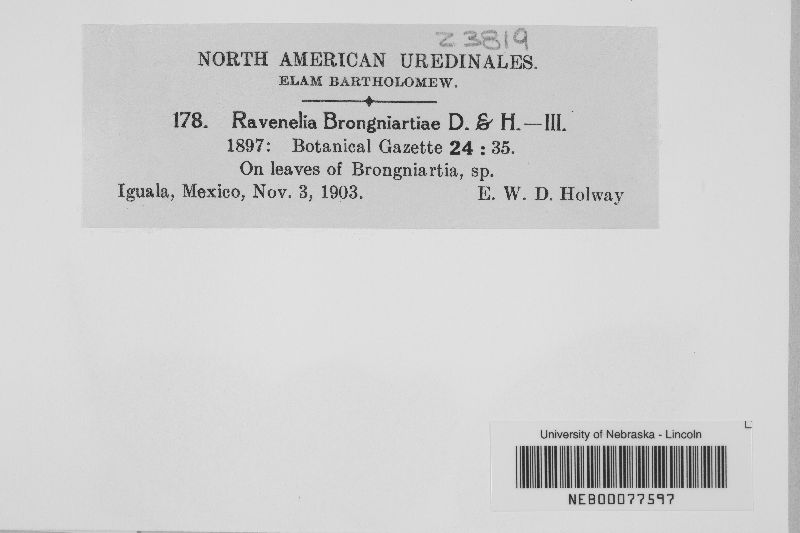 Z 3819
NORTH AMERICAN UREDINALES.
ELAM BARTHOLOMEW.
178. Ravenelia Brongniartiae D. & H.—III.
1897: Botanical Gazette 24 : 35.
On leaves of Brongniartia, sp.
Iguala, Mexico, Nov. 3, 1903. E. W. D. Holway
University of Nebraska - Lincoln
NEB00077597